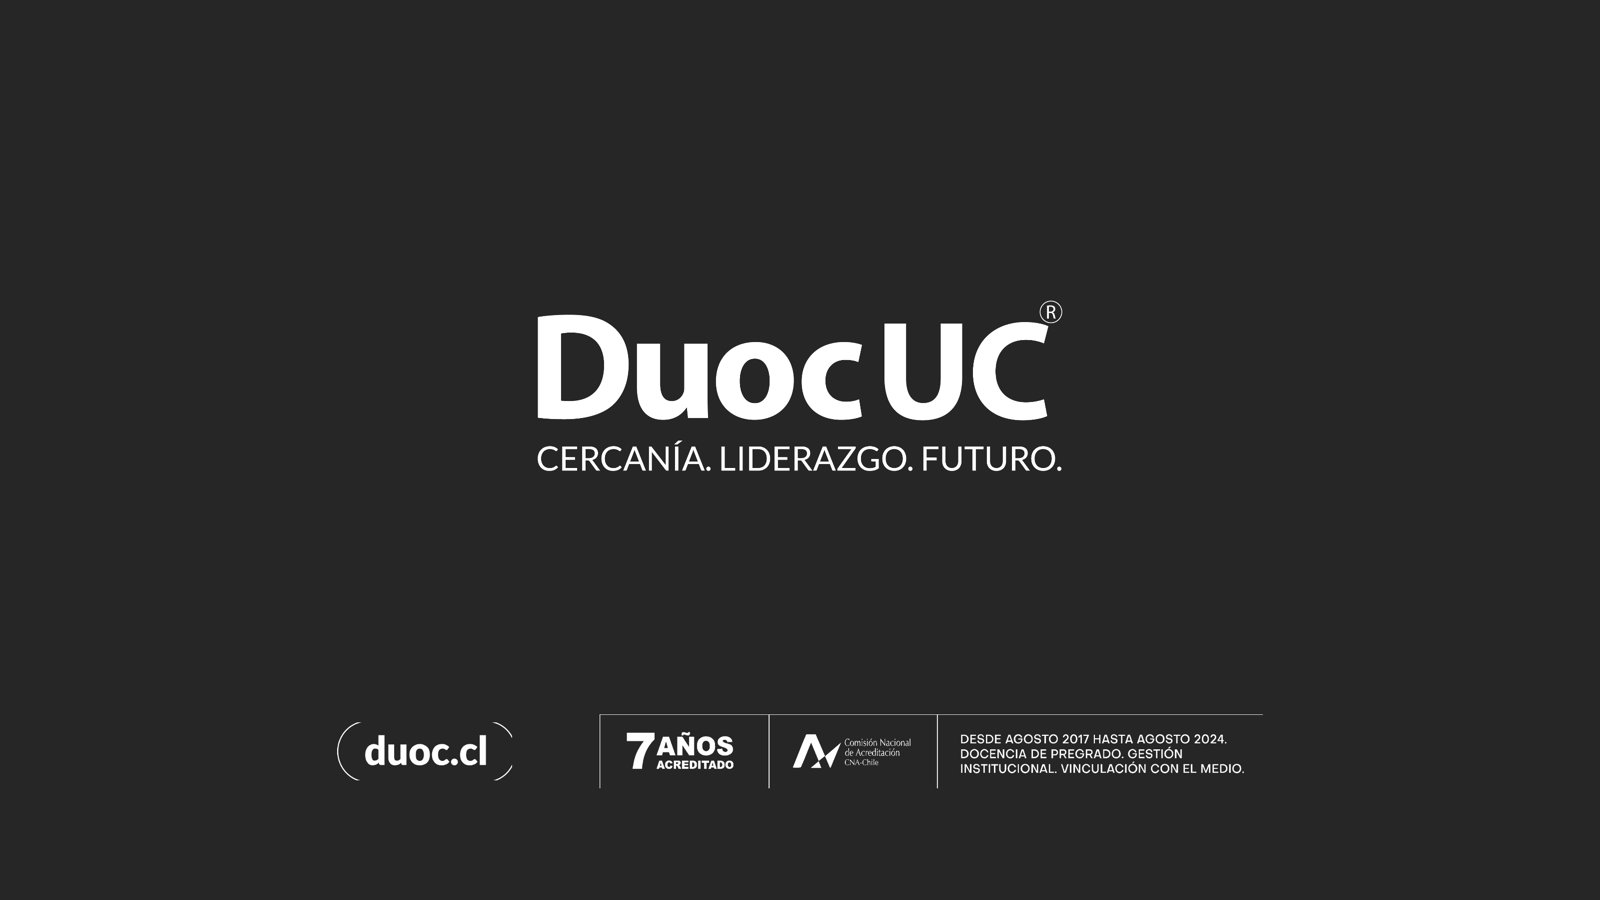 Duoc UC®
CERCANÍA. LIDERAZGO. FUTURO.
duoc.cl
7 AÑOS
ACREDITADO
Comisión Nacional
de Acreditación
CNA-Chile
DESDE AGOSTO 2017 HASTA AGOSTO 2024.
DOCENCIA DE PREGRADO. GESTIÓN
INSTITUCIONAL. VINCULACIÓN CON EL MEDIO.